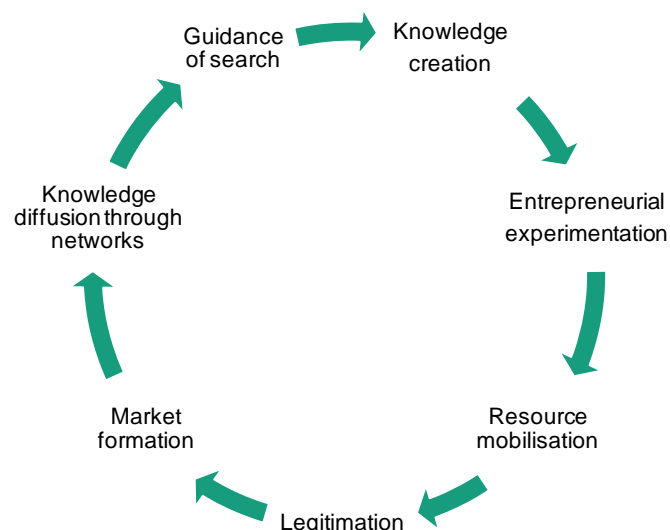 Guidance
of search
Knowledge
creation
Entrepreneurial
experimentation
Resource
mobilisation
Legitimation
Market
formation
Knowledge
diffusion through
networks